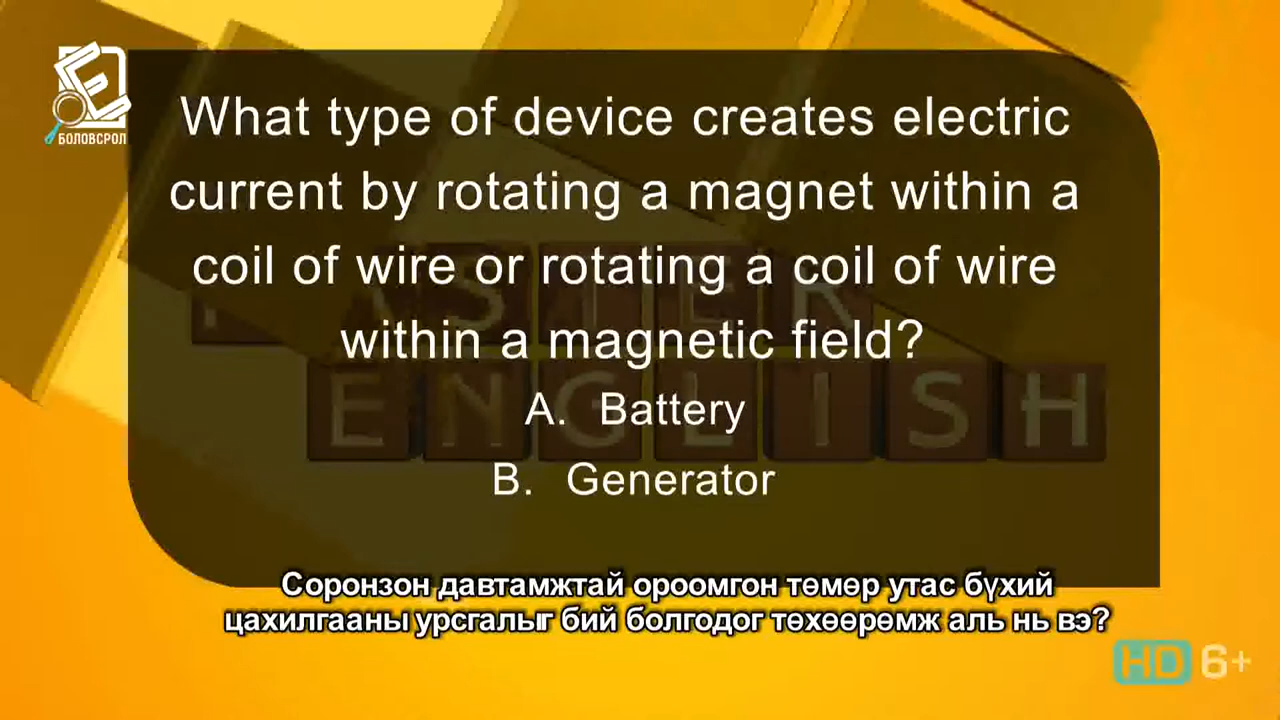 БОЛОВСРОЛ
What type of device creates electric
current by rotating a magnet within a
coil of wire or rotating a coil of wire
within a magnetic field?
A. Battery
B. Generator
MASTER
ENGLISH
Соронзон давтамжтай ороомгон төмөр утас бүхий
цахилгааны урсгалыг бий болгодог төхөөрөмж аль нь вэ?
HD 6+